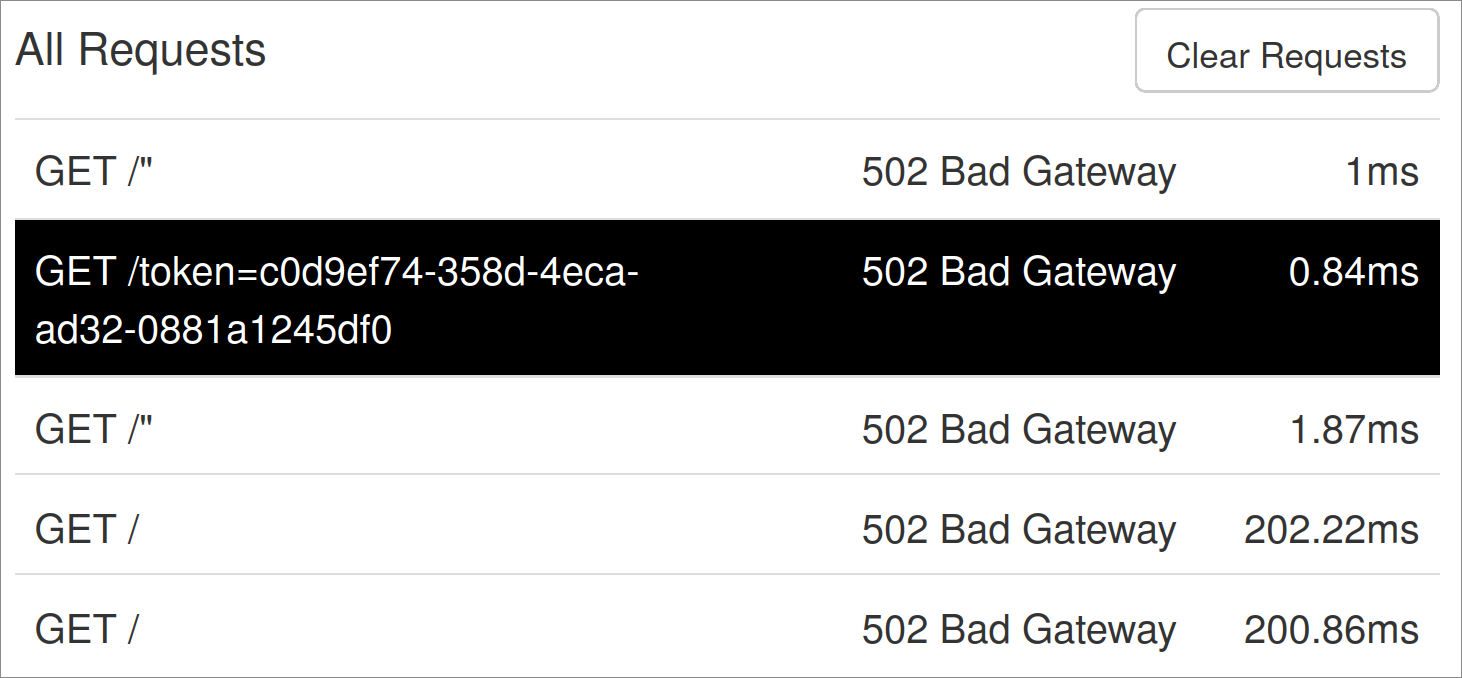 All Requests Clear Requests
GET /" 502 Bad Gateway 1ms
GET /token=c0d9ef74-358d-4eca- 502 Bad Gateway 0.84ms
ad32-0881a1245df0
GET /" 502 Bad Gateway 1.87ms
GET / 502 Bad Gateway 202.22ms
GET / 502 Bad Gateway 200.86ms